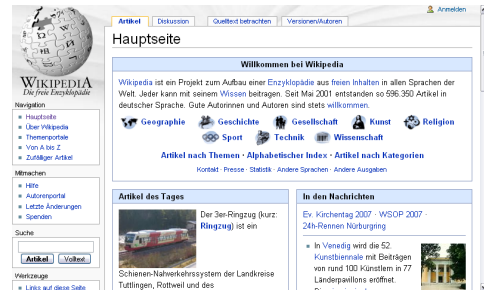 Anmelden
Artikel Diskussion Quelltext betrachten Versionen/Autoren
Hauptseite
WIKIPEDIA
Die freie Enzyklopädie
Navigation
Hauptseite
Über Wikipedia
Themenportale
Von A bis Z
Zufälliger Artikel
Mitmachen
Hilfe
Autorenportal
Letzte Änderungen
Spenden
Suche
Artikel Volltext
Werkzeuge
Links auf diese Seite
Willkommen bei Wikipedia
Wikipedia ist ein Projekt zum Aufbau einer Enzyklopädie aus freien Inhalten in allen Sprachen der
Welt. Jeder kann mit seinem Wissen beitragen. Seit Mai 2001 entstanden so 596.350 Artikel in
deutscher Sprache. Gute Autorinnen und Autoren sind stets willkommen.
Geographie Geschichte Gesellschaft Kunst Religion
Sport Technik Wissenschaft
Artikel nach Themen · Alphabetischer Index · Artikel nach Kategorien
Kontakt · Presse · Statistik · Andere Sprachen · Andere Ausgaben
Artikel des Tages
Der 3er-Ringzug (kurz:
Ringzug) ist ein
Schienen-Nahverkehrssystem der Landkreise
Tuttlingen, Rottweil und des
In den Nachrichten
Ev. Kirchentag 2007 · WSOP 2007 ·
24h-Rennen Nürburgring
In Venedig wird die 52.
Kunstbiennale mit Beiträgen
von rund 100 Künstlern in 77
Länderpavillons eröffnet.